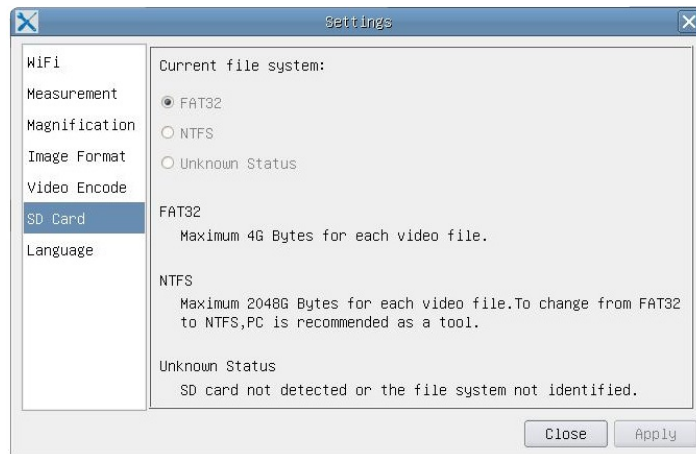 Settings
WiFi
Measurement
Magnification
Image Format
Video Encode
SD Card
Language
Current file system:
FAT32
NTFS
Unknown Status
FAT32
Maximum 4G Bytes for each video file.
NTFS
Maximum 2048G Bytes for each video file.To change from FAT32
to NTFS,PC is recommended as a tool.
Unknown Status
SD card not detected or the file system not identified.
Close
Apply